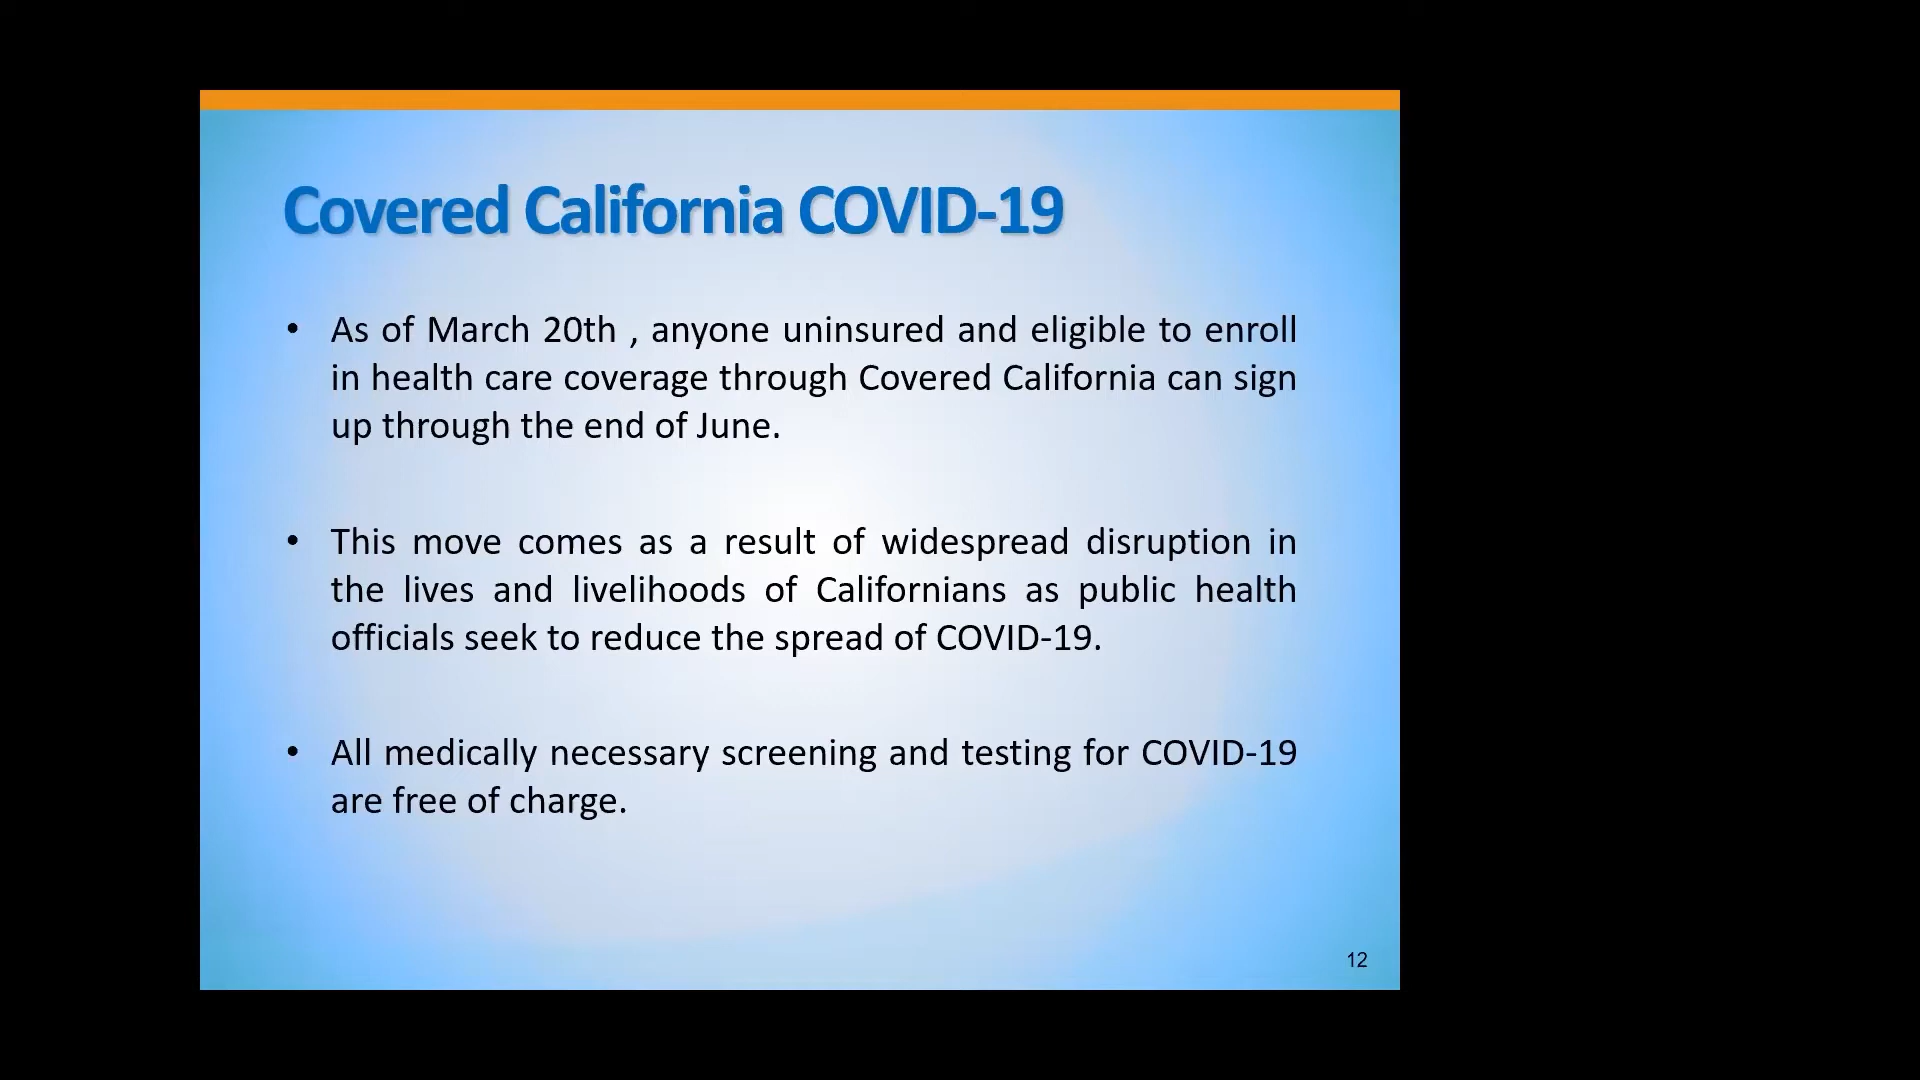 Covered California COVID-19
• As of March 20th , anyone uninsured and eligible to enroll
in health care coverage through Covered California can sign
up through the end of June.
• This move comes as a result of widespread disruption in
the lives and livelihoods of Californians as public health
officials seek to reduce the spread of COVID-19.
• All medically necessary screening and testing for COVID-19
are free of charge.
12